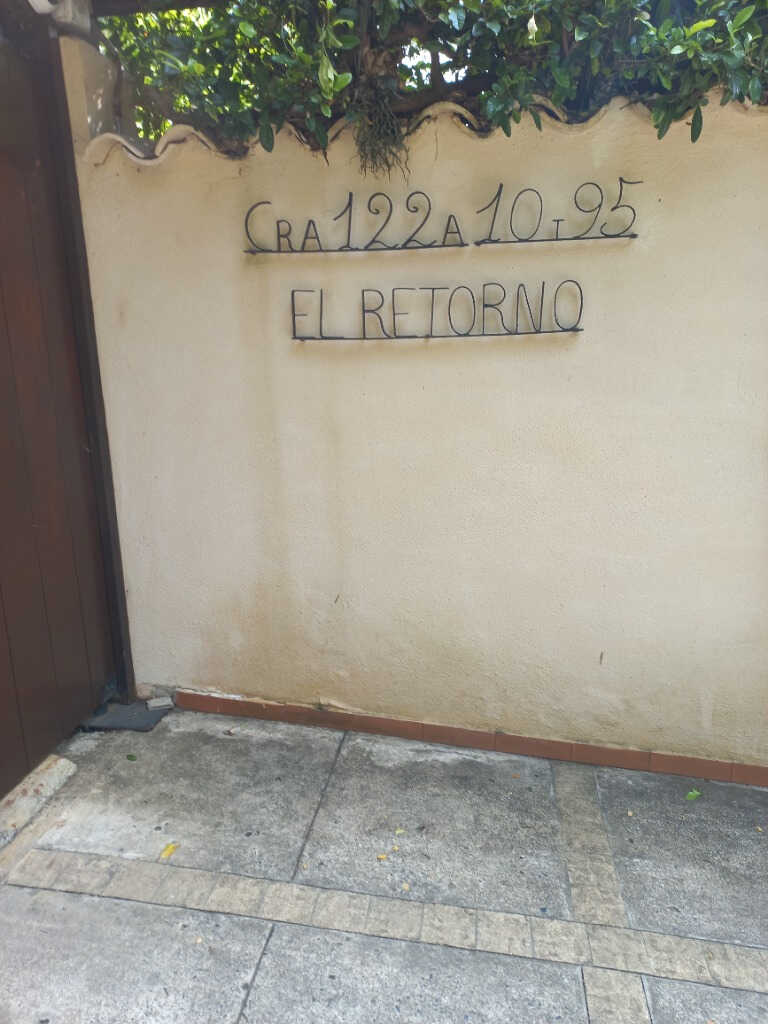 CRA 122A 10 I 95
EL RETORNO